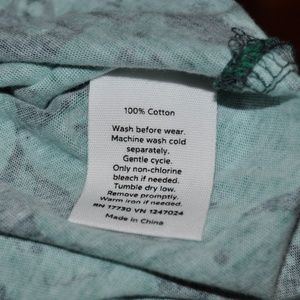 100% Cotton
Wash before wear.
Machine wash cold
separately.
Gentle cycle.
Only non-chlorine
bleach if needed.
Tumble dry low.
Remove promptly.
Warm iron if needed.
RN 17730 VN 1247024
Made in China